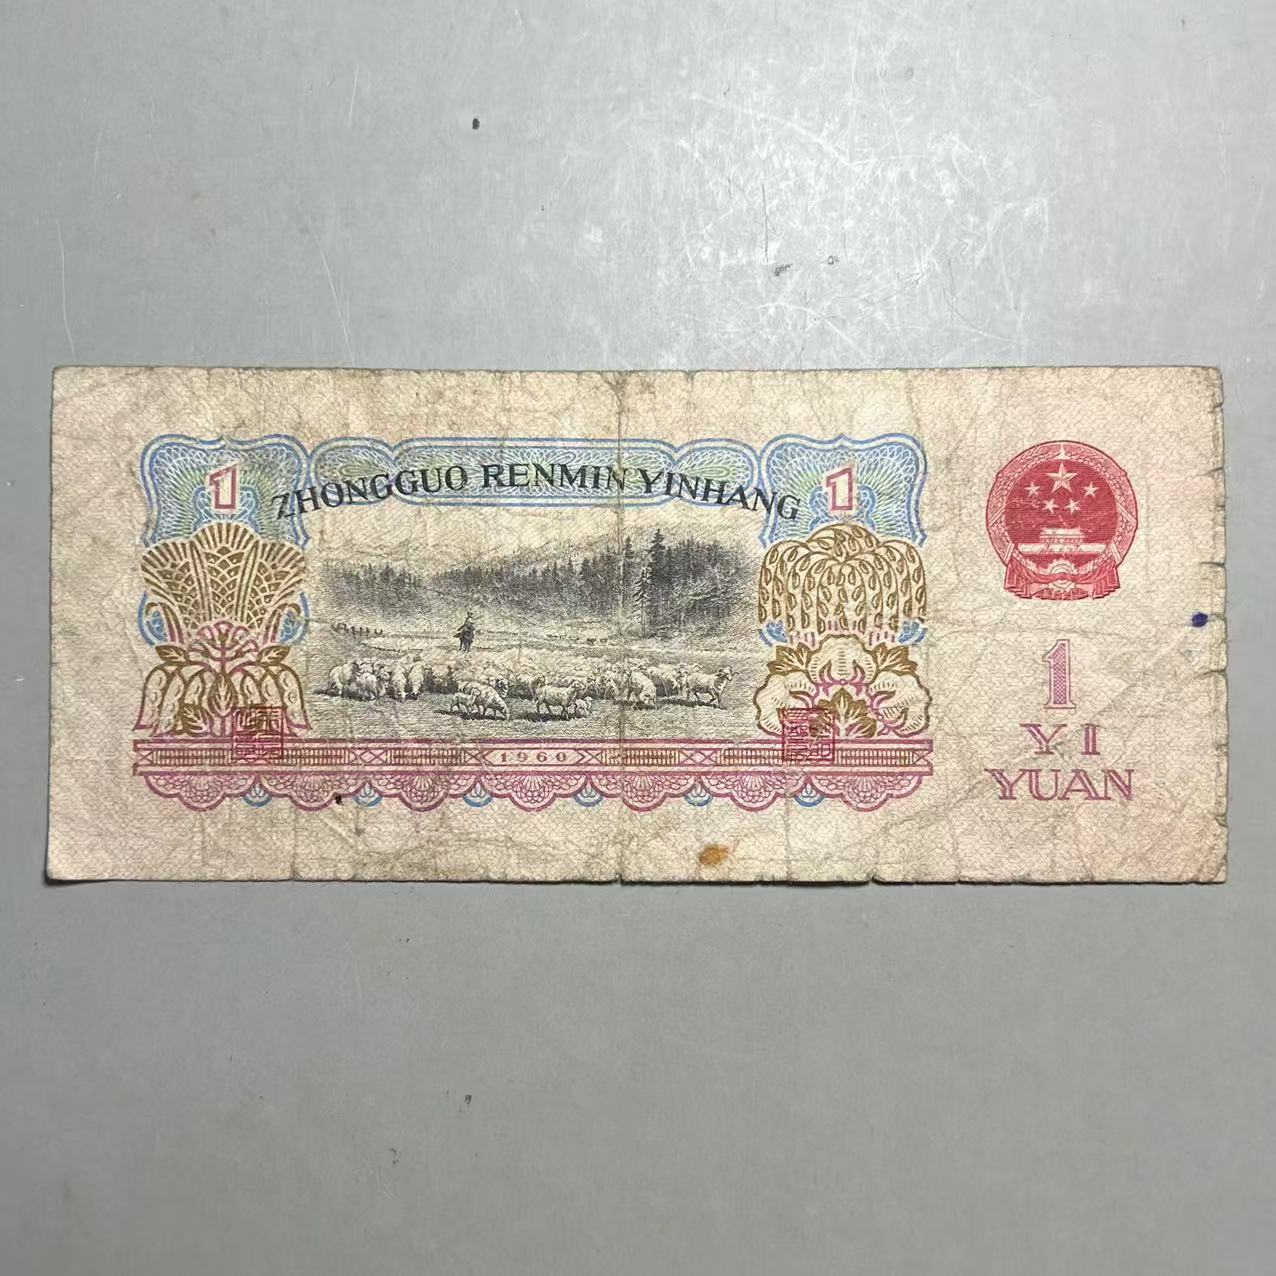 1
ZHONGGUO RENMIN YINHANG
1
1960
1
YI
YUAN